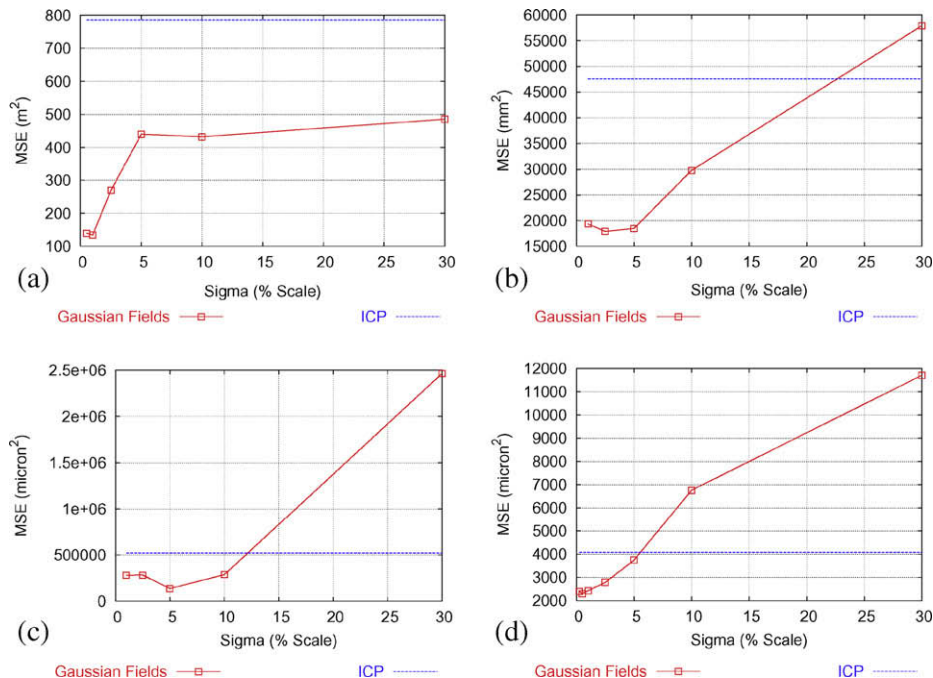 800
700
600
500
400
300
200
100
MSE (m²)
0 5 10 15 20 25 30
Sigma (% Scale)
(a)
Gaussian Fields ICP
60000
55000
50000
45000
40000
35000
30000
25000
20000
15000
MSE (mm²)
0 5 10 15 20 25 30
Sigma (% Scale)
(b)
Gaussian Fields ICP
2.5e+06
2e+06
1.5e+06
1e+06
500000
0
MSE (micron²)
0 5 10 15 20 25 30
Sigma (% Scale)
(c)
Gaussian Fields ICP
12000
11000
10000
9000
8000
7000
6000
5000
4000
3000
2000
MSE (micron²)
0 5 10 15 20 25 30
Sigma (% Scale)
(d)
Gaussian Fields ICP